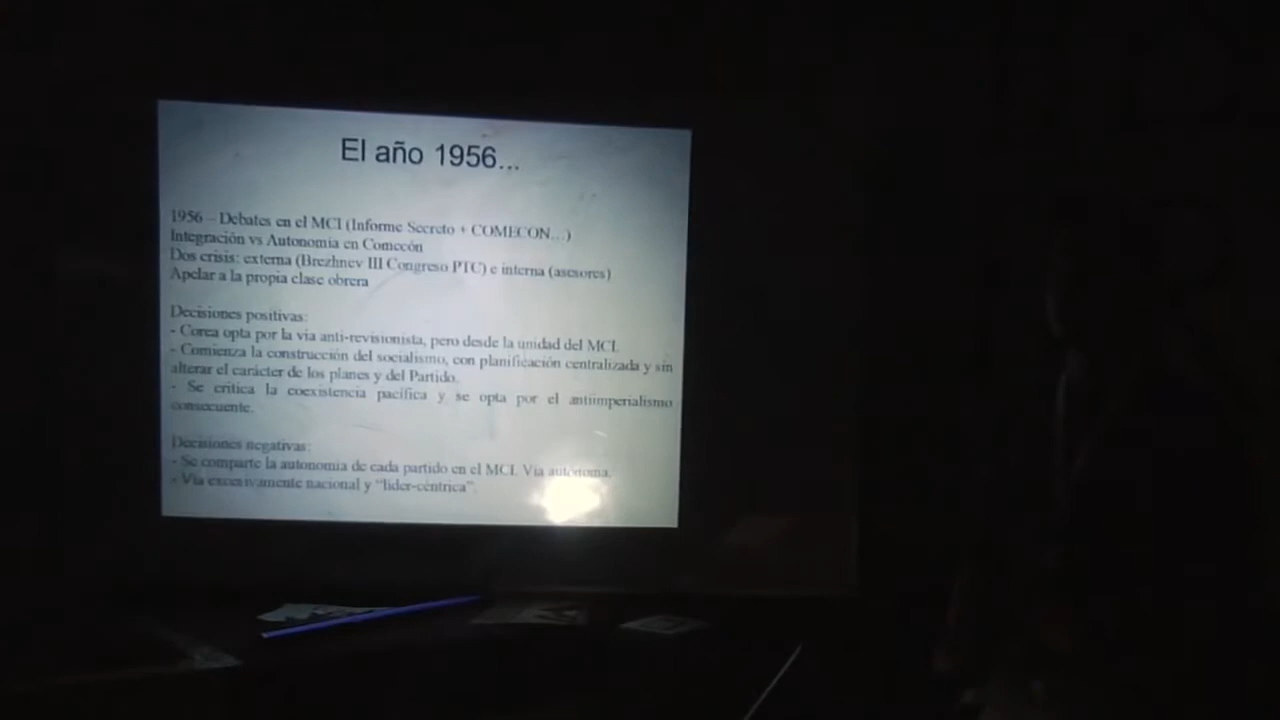 El año 1956...
1956 – Debates en el MCI (Informe Secreto + COMECON...)
Integración vs Autonomía en Comecón
Dos crisis: externa (Brezhnev III Congreso PTC) e interna (asesores)
Apelar a la propia clase obrera
Decisiones positivas:
- Corea opta por la vía anti-revisionista, pero desde la unidad del MCI.
- Comienza la construcción del socialismo, con planificación centralizada y sin
alterar el carácter de los planes y del Partido.
- Se critica la coexistencia pacífica y se opta por el antiimperialismo
consecuente.
Decisiones negativas:
- Se comparte la autonomía de cada partido en el MCI. Vía autónoma.
- Vía excesivamente nacional y “líder-céntrica”.